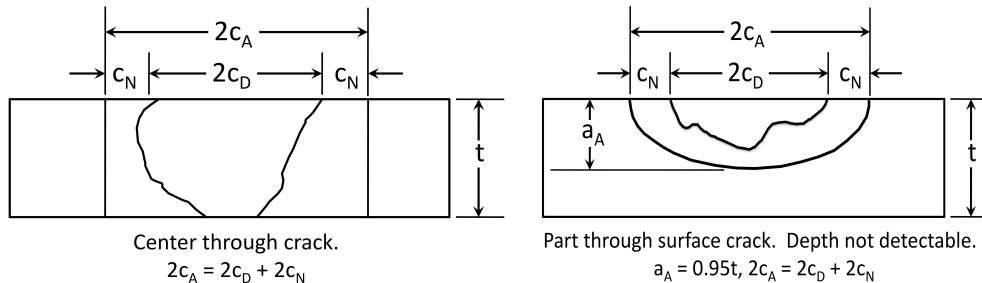 2c_A
c_N
2c_D
c_N
t
Center through crack.
2c_A = 2c_D + 2c_N
2c_A
c_N
2c_D
c_N
a_A
t
Part through surface crack. Depth not detectable.
a_A = 0.95t, 2c_A = 2c_D + 2c_N